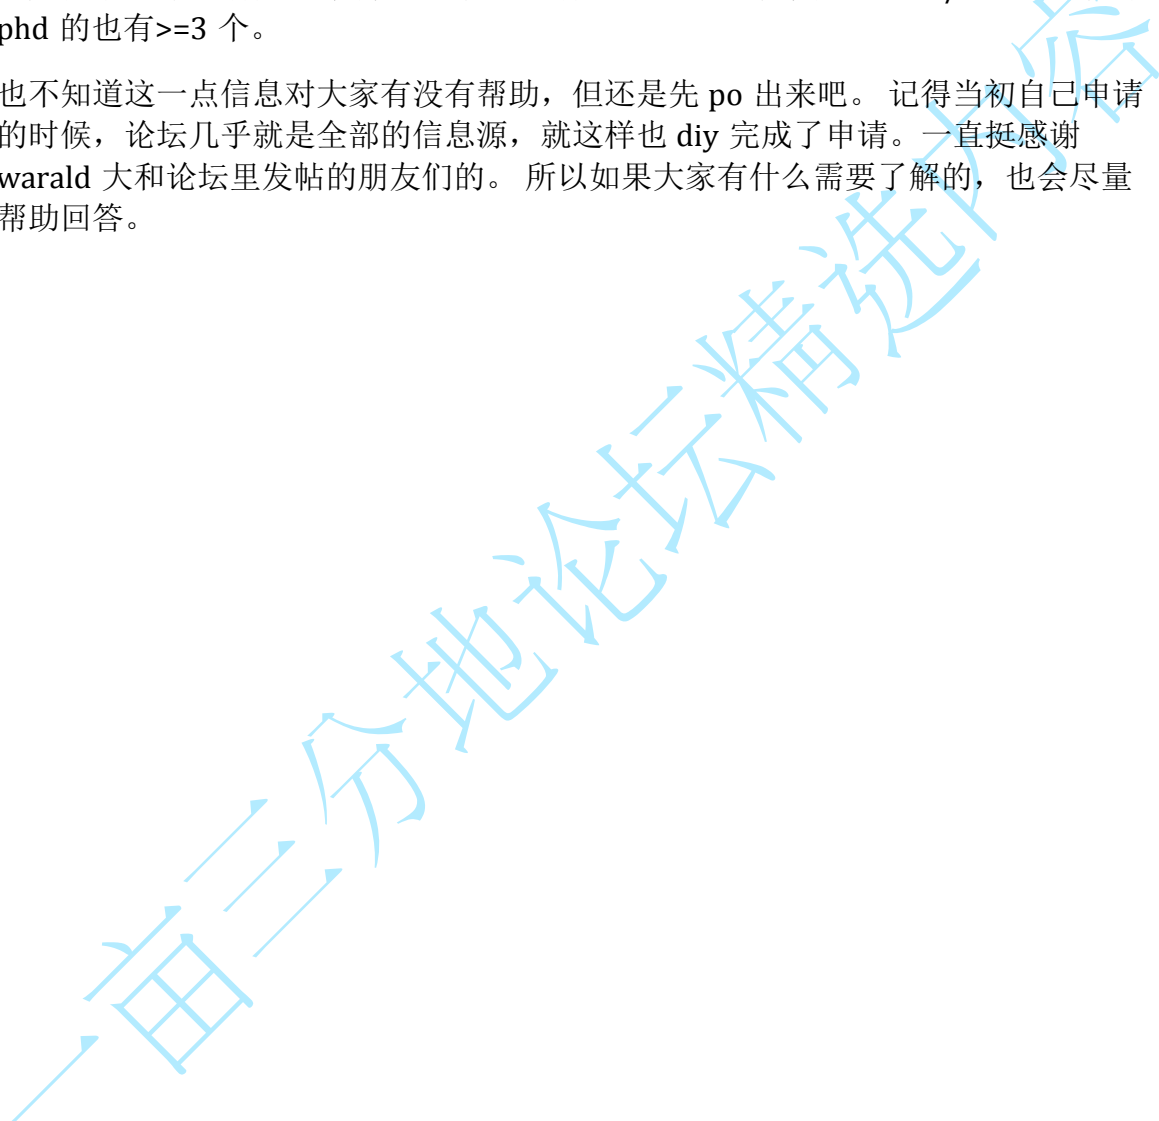 phd 的也有>=3 个。
也不知道这一点信息对大家有没有帮助，但还是先 po 出来吧。 记得当初自己申请
的时候，论坛几乎就是全部的信息源，就这样也 diy 完成了申请。一直挺感谢
warald 大和论坛里发帖的朋友们的。 所以如果大家有什么需要了解的，也会尽量
帮助回答。
一亩三分地论坛精选内容